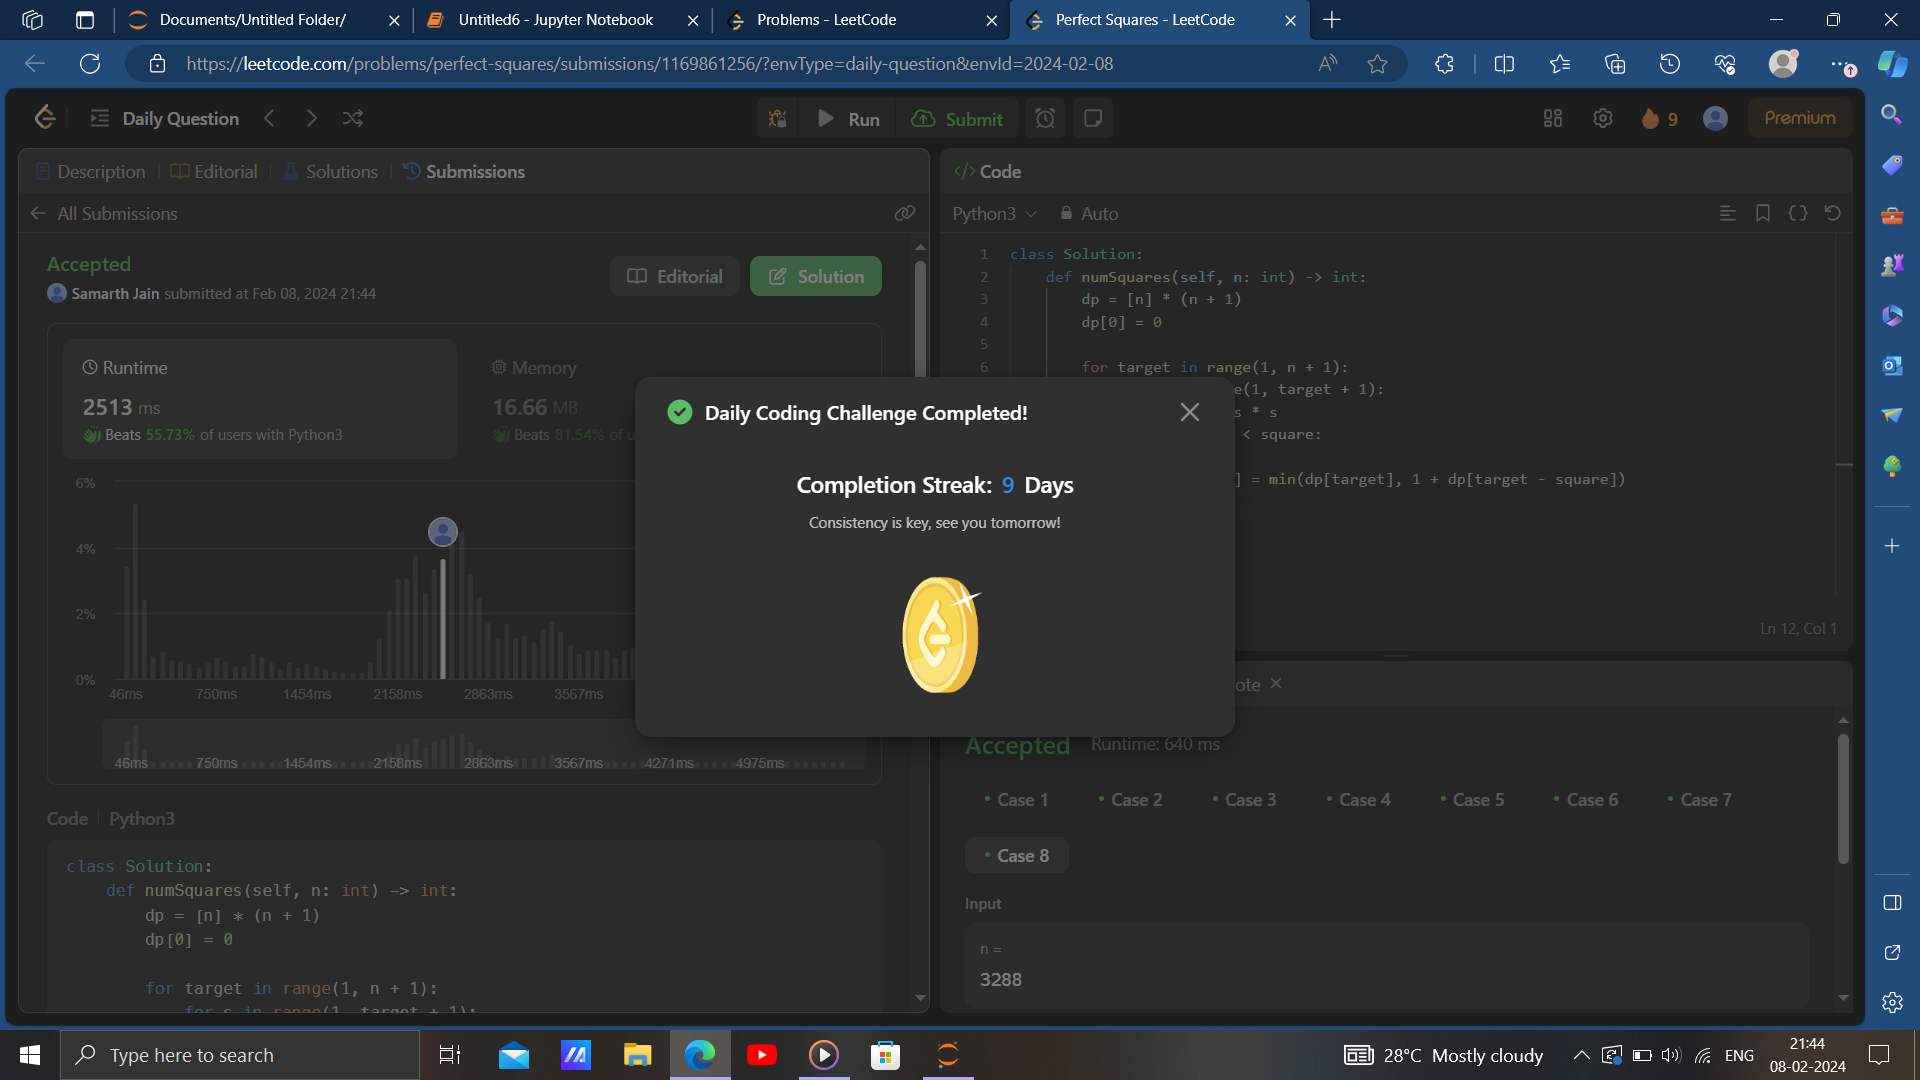 Documents/Untitled Folder/
Untitled6 - Jupyter Notebook
Problems - LeetCode
Perfect Squares - LeetCode
https://leetcode.com/problems/perfect-squares/submissions/1169861256/?envType=daily-question&envId=2024-02-08
Daily Question
Run
Submit
9
Premium
Description
Editorial
Solutions
Submissions
All Submissions
Accepted
Samarth Jain submitted at Feb 08, 2024 21:44
Editorial
Solution
Runtime
2513 ms
Beats 55.73% of users with Python3
Memory
16.66 MB
Beats 81.54% of u
6%
4%
2%
0%
46ms 750ms 1454ms 2158ms 2863ms 3567ms
46ms 750ms 1454ms 2158ms 2863ms 3567ms 4271ms 4975ms
Code | Python3
class Solution:
def numSquares(self, n: int) -> int:
dp = [n] * (n + 1)
dp[0] = 0
for target in range(1, n + 1):
for s in range(1, target + 1):
Code
Python3
Auto
1 class Solution:
2 def numSquares(self, n: int) -> int:
3 dp = [n] * (n + 1)
4 dp[0] = 0
5
6 for target in range(1, n + 1):
e(1, target + 1):
s * s
< square:
] = min(dp[target], 1 + dp[target - square])
Ln 12, Col 1
Daily Coding Challenge Completed!
Completion Streak: 9 Days
Consistency is key, see you tomorrow!
ote
Accepted
Runtime: 640 ms
Case 1
Case 2
Case 3
Case 4
Case 5
Case 6
Case 7
Case 8
Input
n =
3288
Type here to search
28°C Mostly cloudy
ENG
21:44
08-02-2024